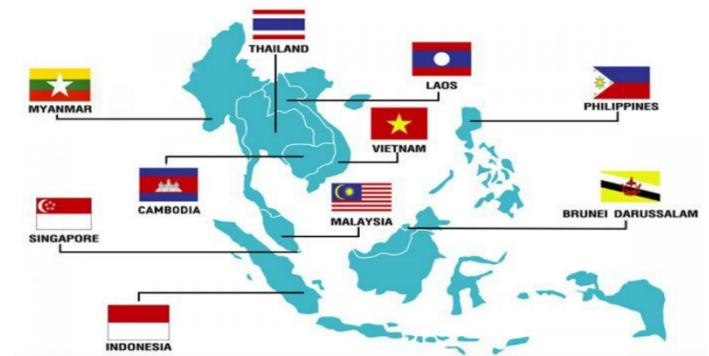 THAILAND
LAOS
MYANMAR
PHILIPPINES
VIETNAM
CAMBODIA
MALAYSIA
BRUNEI DARUSSALAM
SINGAPORE
INDONESIA